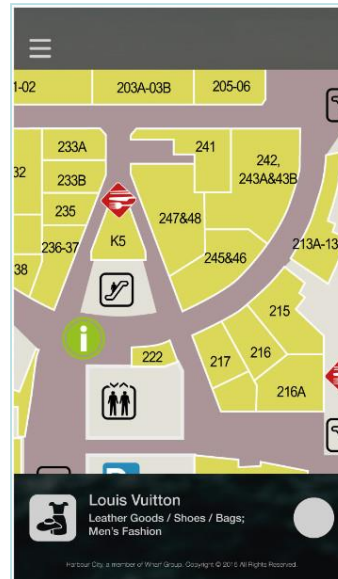 1-02
203A-03B
205-06
233A
241
32
233B
242,
243A&43B
235
247&48
236-37
K5
213A-13
38
245&46
i
215
222
217
216
216A
Louis Vuitton
Leather Goods / Shoes / Bags;
Men's Fashion